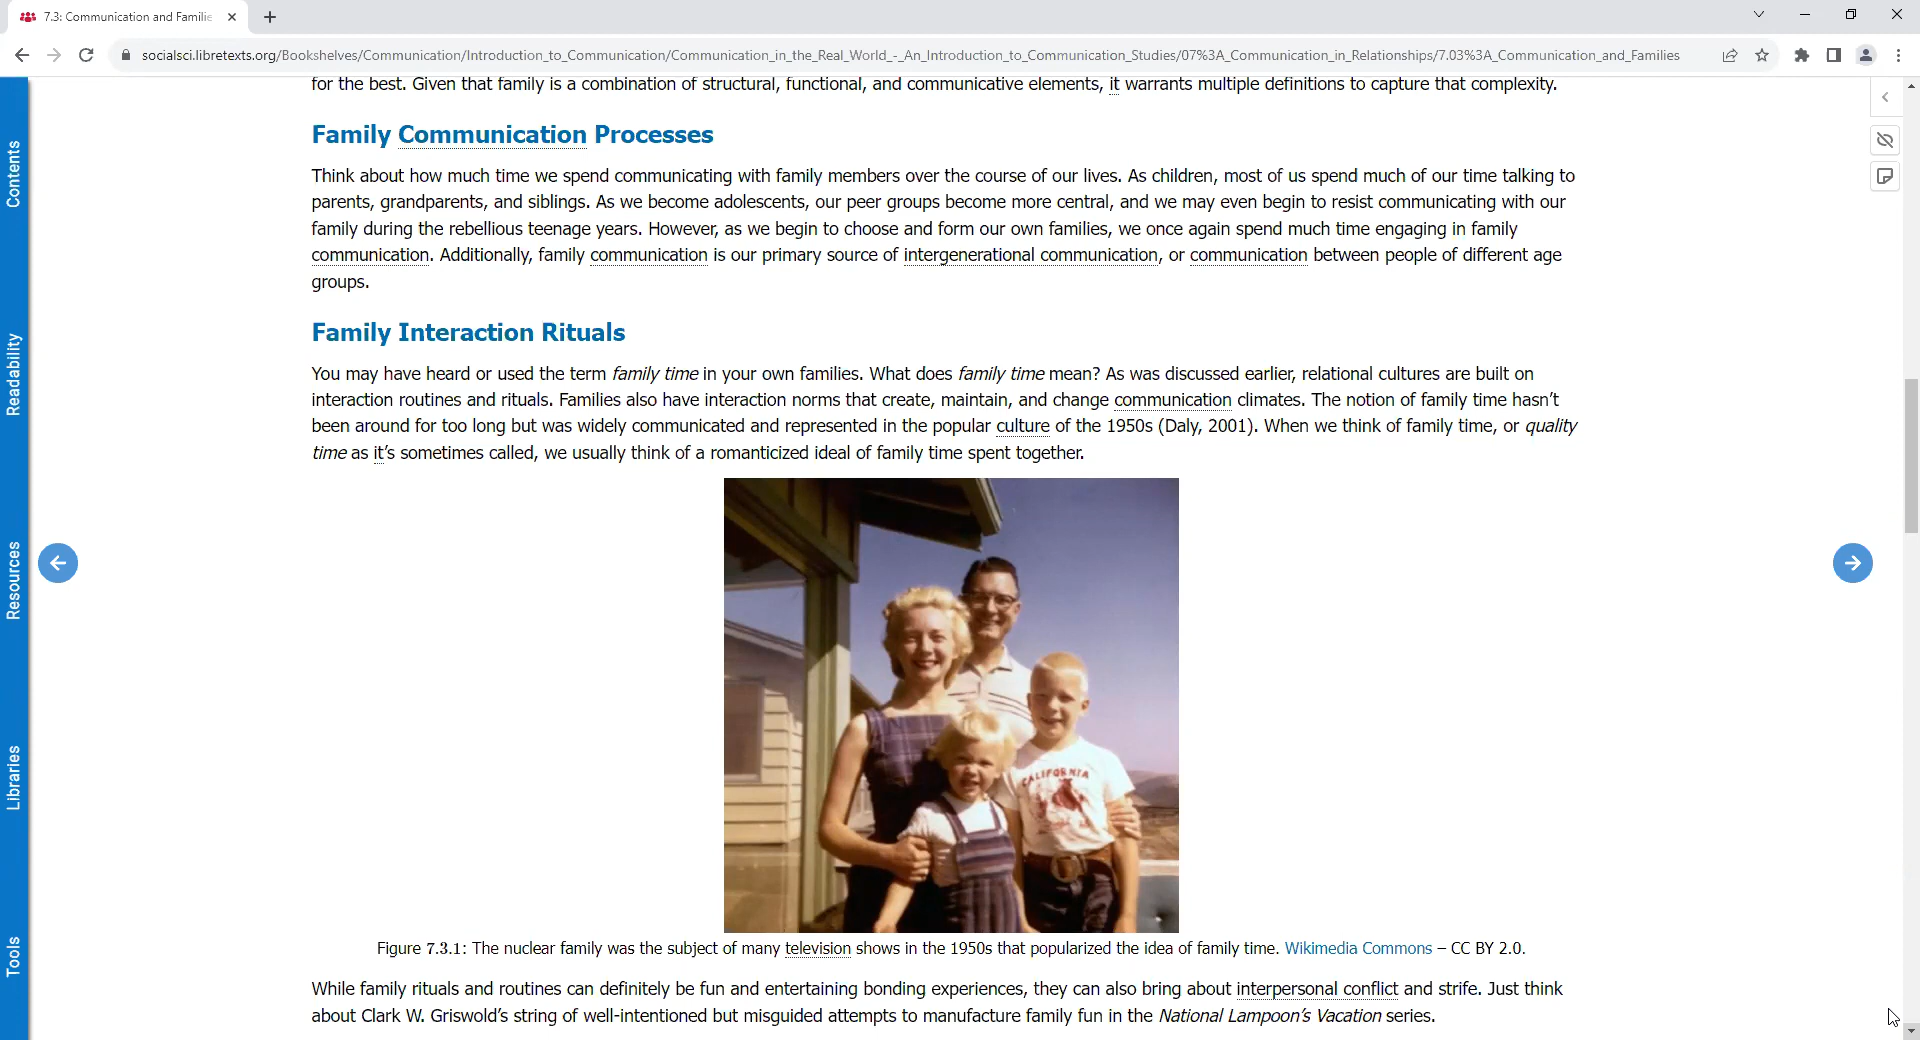 7.3: Communication and Familie
socialsci.libretexts.org/Bookshelves/Communication/Introduction_to_Communication/Communication_in_the_Real_World_-_An_Introduction_to_Communication_Studies/07%3A_Communication_in_Relationships/7.03%3A_Communication_and_Families
Contents
Readability
Resources
Libraries
Tools
for the best. Given that family is a combination of structural, functional, and communicative elements, it warrants multiple definitions to capture that complexity.
Family Communication Processes
Think about how much time we spend communicating with family members over the course of our lives. As children, most of us spend much of our time talking to
parents, grandparents, and siblings. As we become adolescents, our peer groups become more central, and we may even begin to resist communicating with our
family during the rebellious teenage years. However, as we begin to choose and form our own families, we once again spend much time engaging in family
communication. Additionally, family communication is our primary source of intergenerational communication, or communication between people of different age
groups.
Family Interaction Rituals
You may have heard or used the term family time in your own families. What does family time mean? As was discussed earlier, relational cultures are built on
interaction routines and rituals. Families also have interaction norms that create, maintain, and change communication climates. The notion of family time hasn't
been around for too long but was widely communicated and represented in the popular culture of the 1950s (Daly, 2001). When we think of family time, or quality
time as it's sometimes called, we usually think of a romanticized ideal of family time spent together.
CALIFORNIA
Figure 7.3.1: The nuclear family was the subject of many television shows in the 1950s that popularized the idea of family time. Wikimedia Commons – CC BY 2.0.
While family rituals and routines can definitely be fun and entertaining bonding experiences, they can also bring about interpersonal conflict and strife. Just think
about Clark W. Griswold's string of well-intentioned but misguided attempts to manufacture family fun in the National Lampoon's Vacation series.